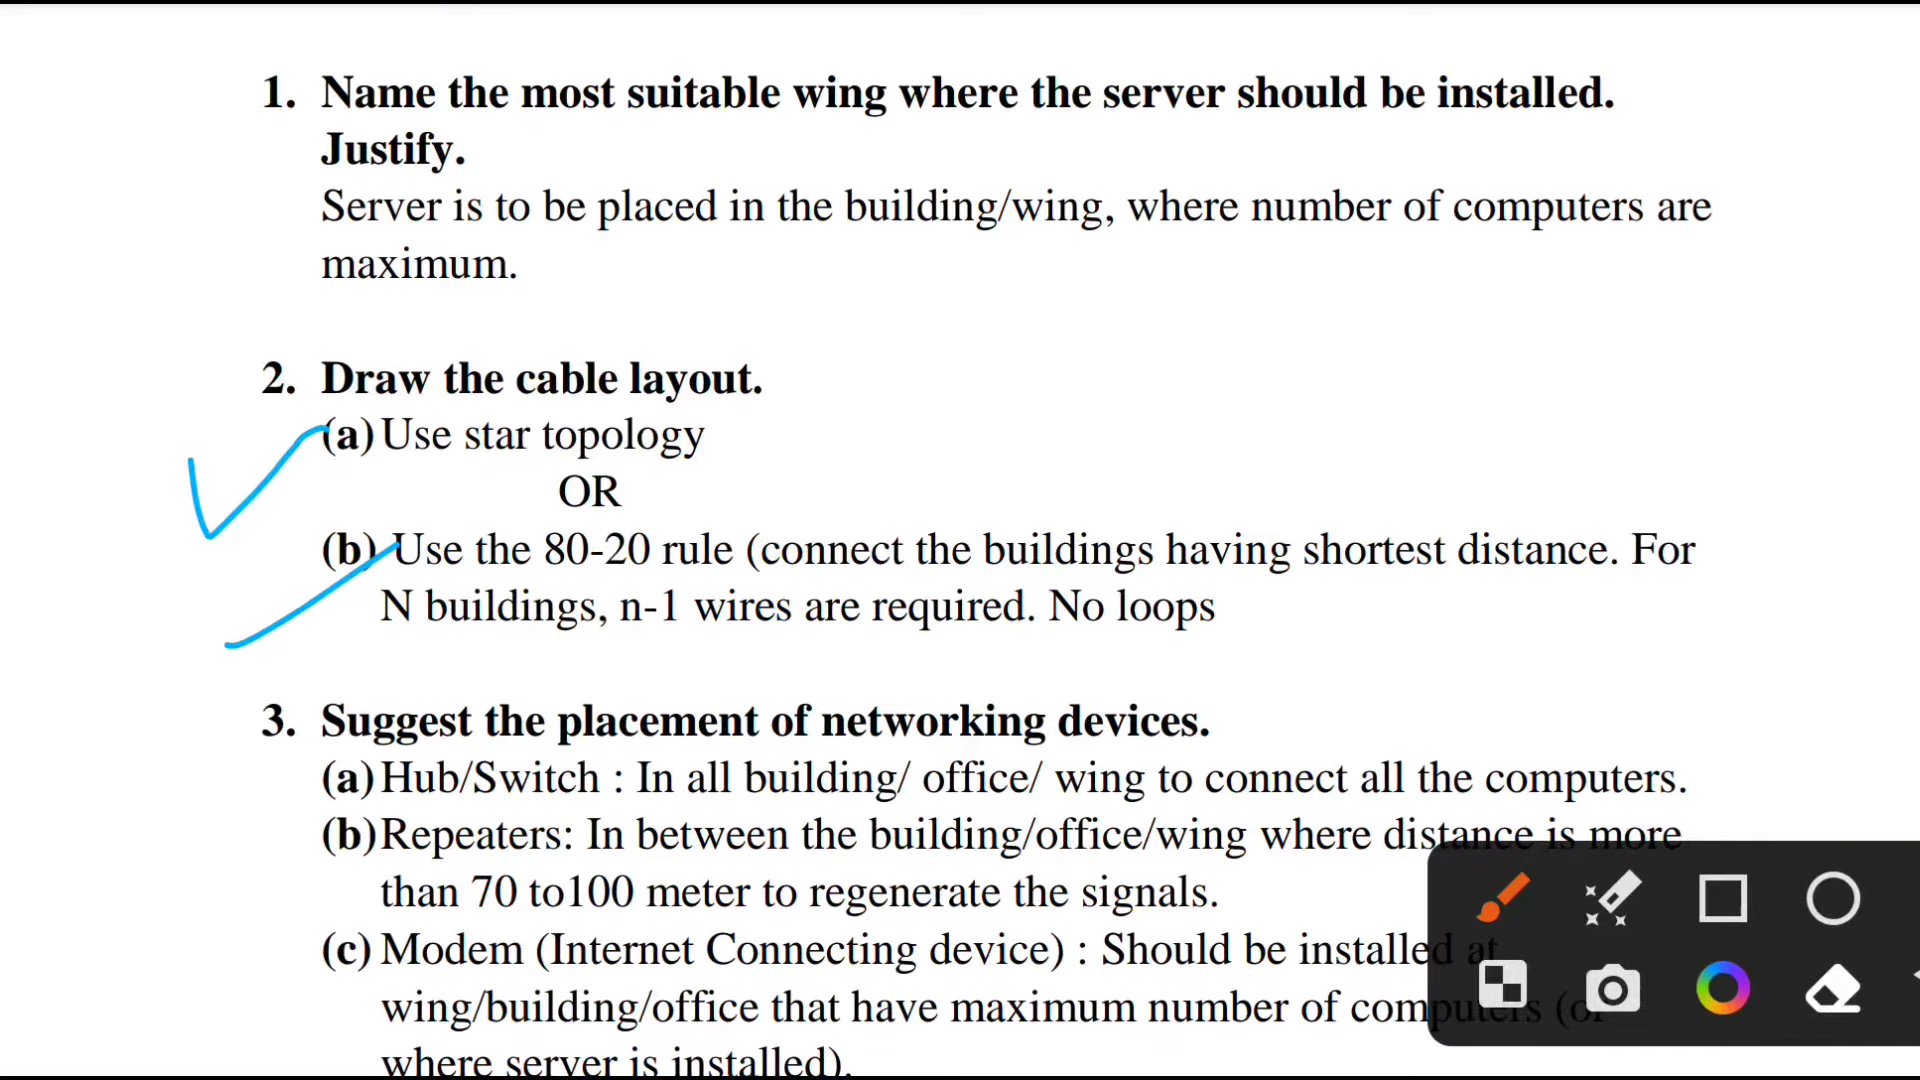 1. Name the most suitable wing where the server should be installed.
Justify.
Server is to be placed in the building/wing, where number of computers are
maximum.
2. Draw the cable layout.
(a) Use star topology
OR
(b) Use the 80-20 rule (connect the buildings having shortest distance. For
N buildings, n-1 wires are required. No loops
3. Suggest the placement of networking devices.
(a) Hub/Switch : In all building/ office/ wing to connect all the computers.
(b) Repeaters: In between the building/office/wing where distance is more
than 70 to100 meter to regenerate the signals.
(c) Modem (Internet Connecting device) : Should be installed at
wing/building/office that have maximum number of computers (or
where server is installed).